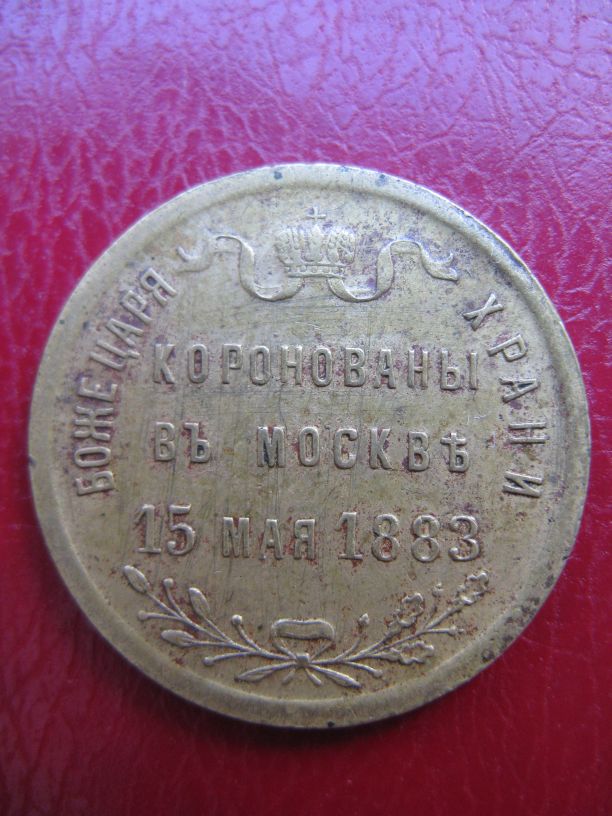 БОЖЕ ЦАРЯ ХРАНИ
КОРОНОВАНЫ
ВЪ МОСКВѢ
15 МАЯ 1883